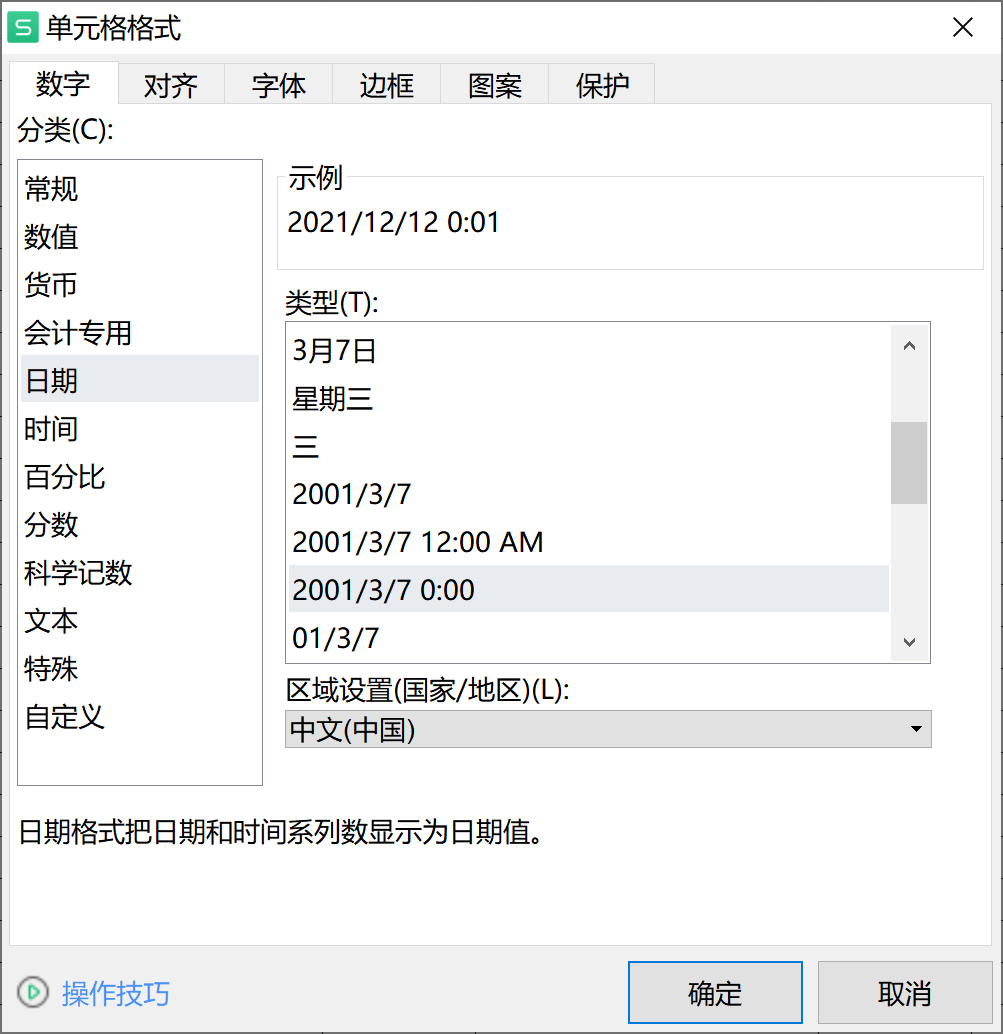 单元格格式
数字 对齐 字体 边框 图案 保护
分类(C):
常规
数值
货币
会计专用
日期
时间
百分比
分数
科学记数
文本
特殊
自定义
示例
2021/12/12 0:01
类型(T):
3月7日
星期三
三
2001/3/7
2001/3/7 12:00 AM
2001/3/7 0:00
01/3/7
区域设置(国家/地区)(L):
中文(中国)
日期格式把日期和时间系列数显示为日期值。
操作技巧
确定 取消